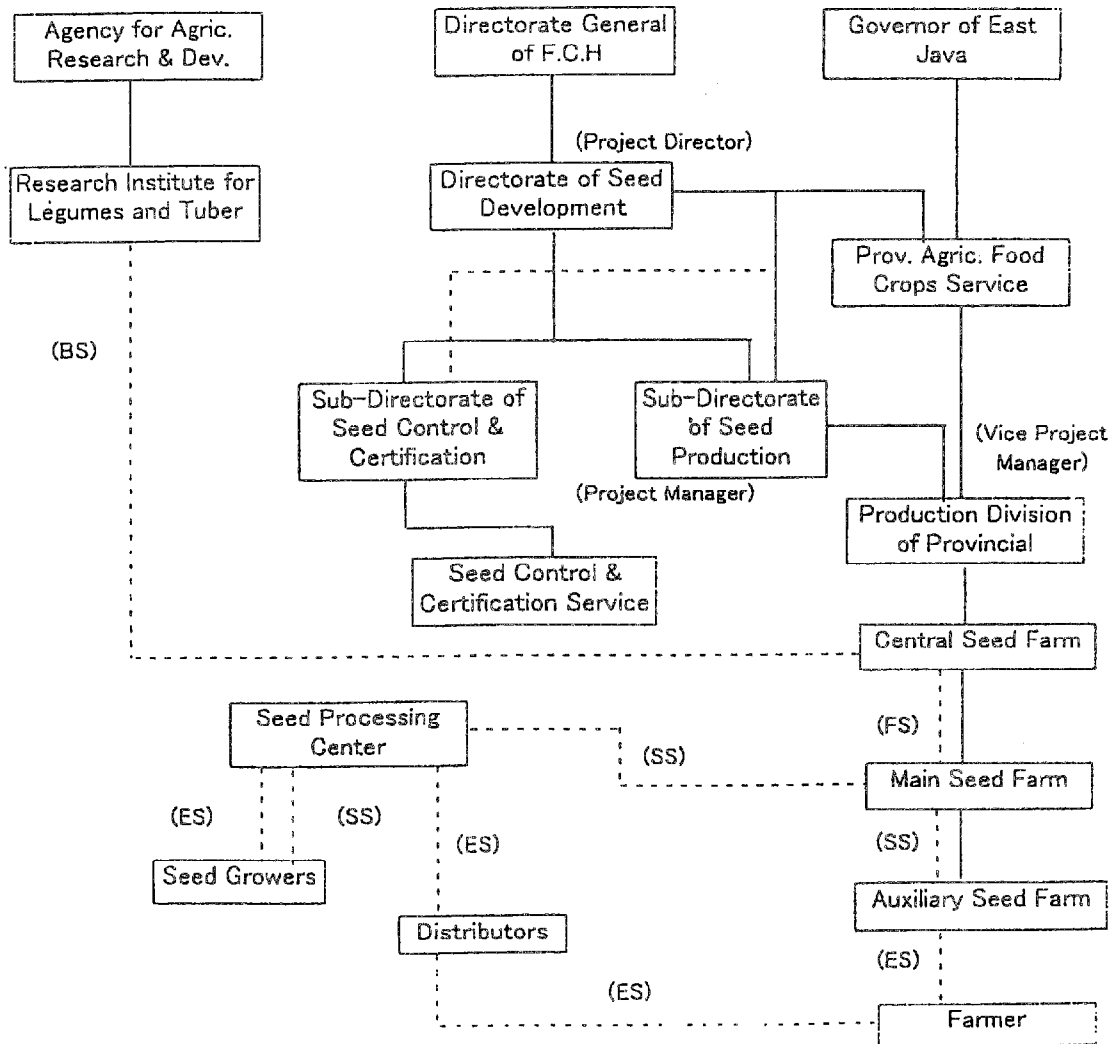 Agency for Agric.
Research & Dev.
Directorate General
of F.C.H
Governor of East
Java
(Project Director)
Research Institute for
Legumes and Tuber
Directorate of Seed
Development
Prov. Agric. Food
Crops Service
(BS)
Sub-Directorate of
Seed Control &
Certification
Sub-Directorate
of Seed
Production
(Vice Project
Manager)
(Project Manager)
Production Division
of Provincial
Seed Control &
Certification Service
Central Seed Farm
Seed Processing
Center
(FS)
(SS)
Main Seed Farm
(ES)
(SS)
(ES)
(SS)
Seed Growers
Auxiliary Seed Farm
Distributors
(ES)
(ES)
Farmer